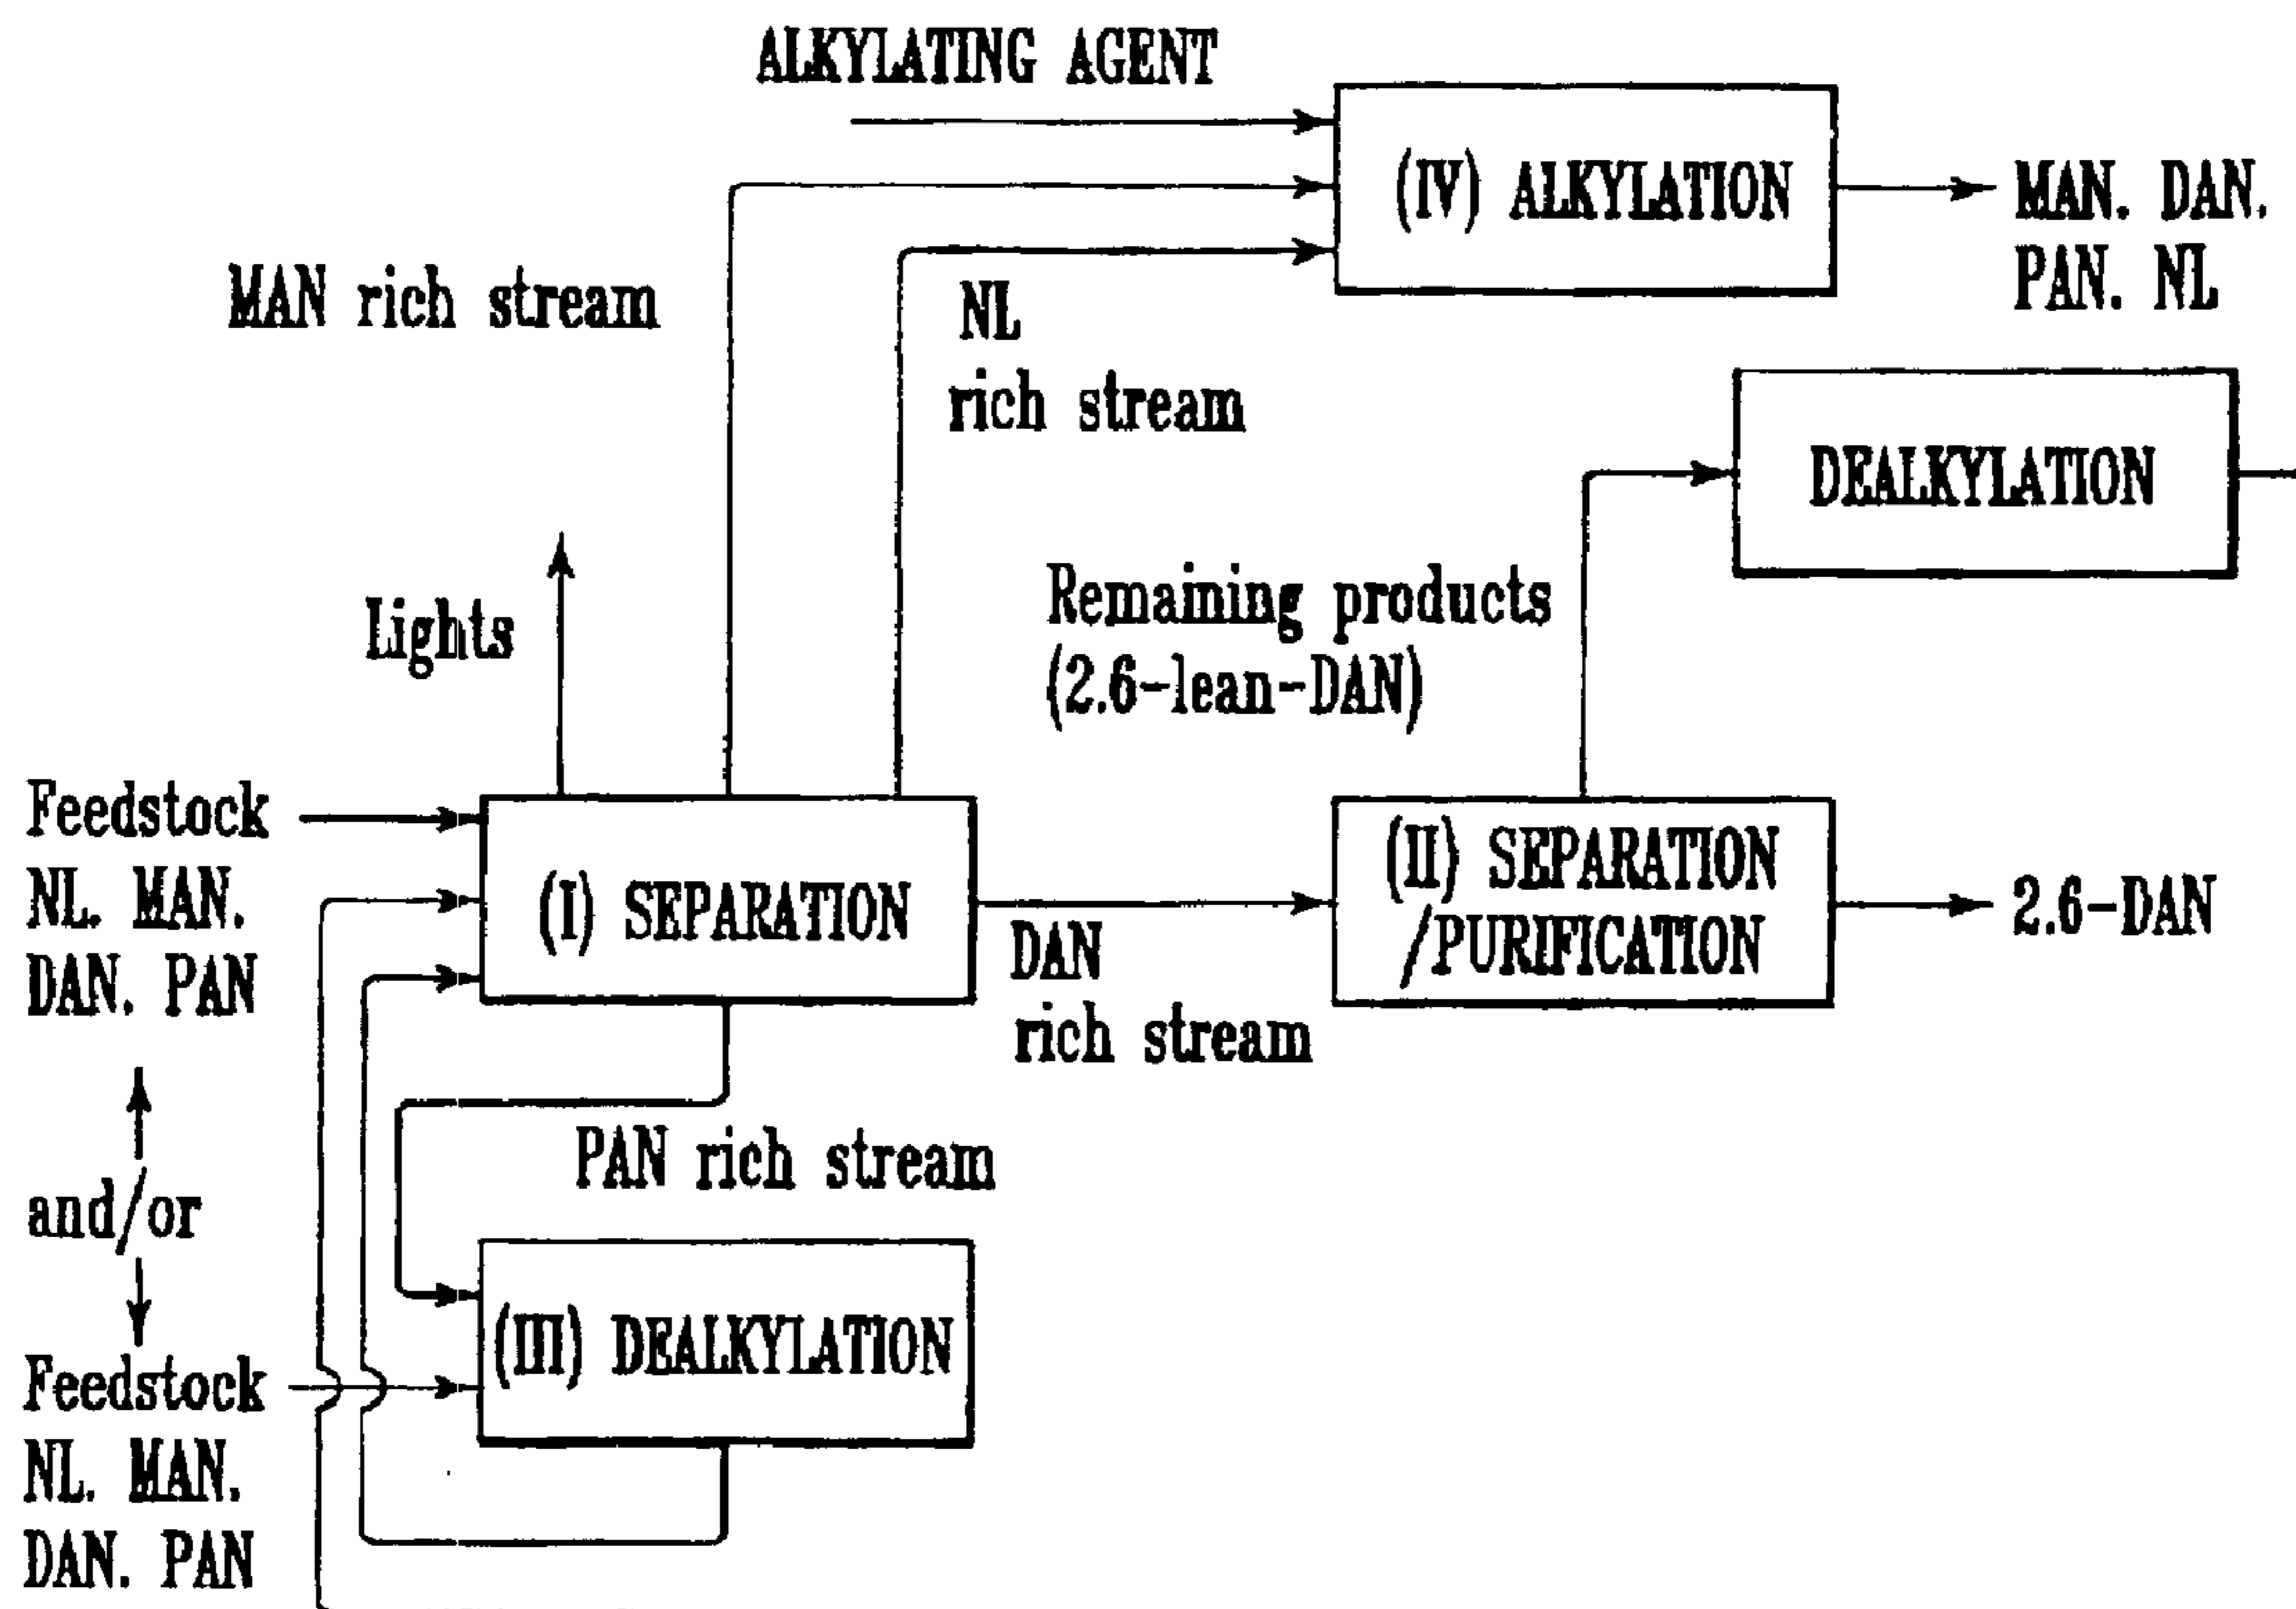 ALKYLATING AGENT
(IV) ALKYLATION
MAN. DAN.
PAN. NL
MAN rich stream
NL
rich stream
DEALKYLATION
Lights
Remaining products
(2.6-lean-DAN)
Feedstock
NL. MAN.
DAN. PAN
(I) SEPARATION
DAN
rich stream
(II) SEPARATION
/PURIFICATION
2.6-DAN
and/or
PAN rich stream
(III) DEALKYLATION
Feedstock
NL. MAN.
DAN. PAN